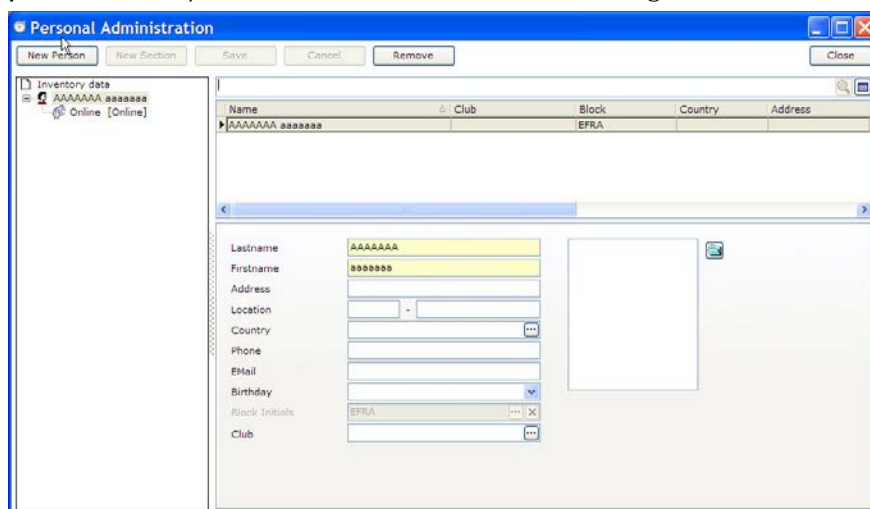 Personal Administration
New Person New Section Save Cancel Remove Close
Inventory data
AAAAAAA aaaaaaa
Online [Online]
Name Club Block Country Address
AAAAAAA aaaaaaa EFRA
Lastname AAAAAAA
Firstname aaaaaaa
Address
Location -
Country
Phone
EMail
Birthday
Block Initials EFRA
Club